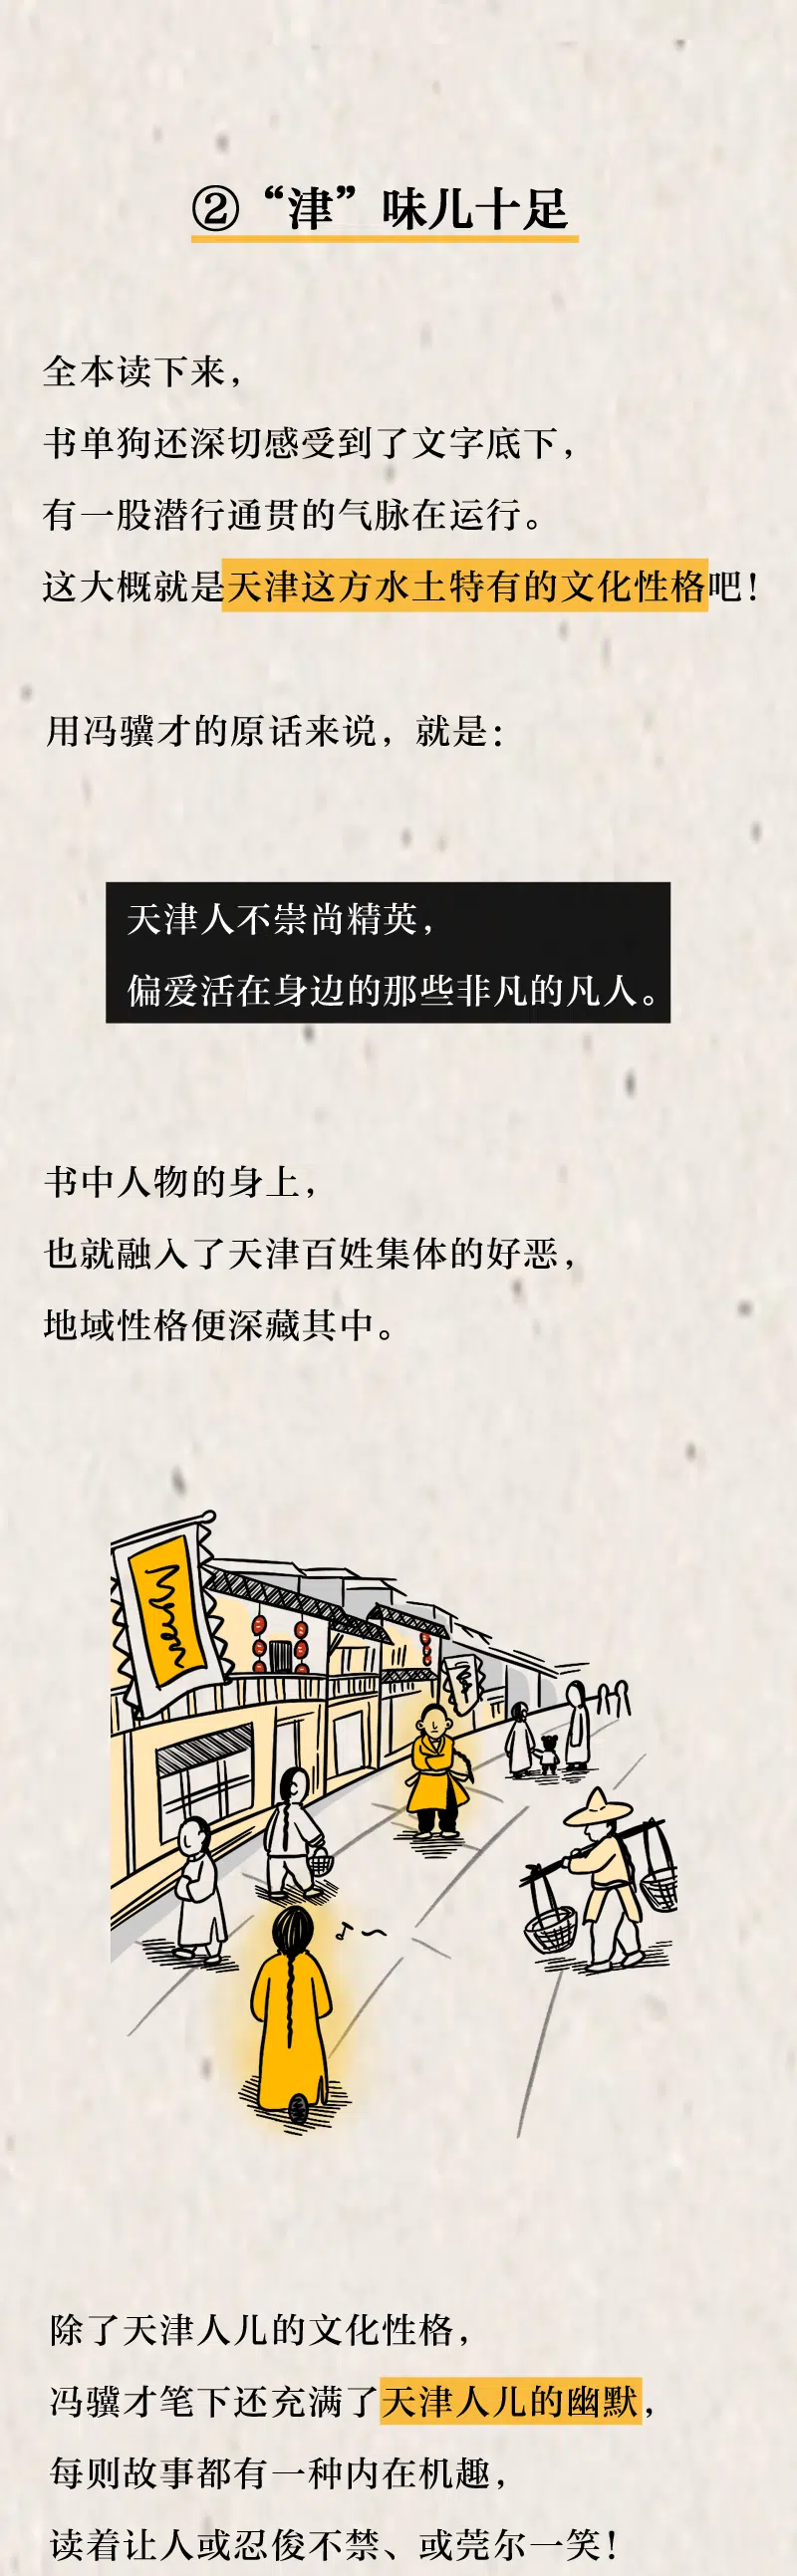 ②“津”味儿十足
全本读下来，
书单狗还深切感受到了文字底下，
有一股潜行通贯的气脉在运行。
这大概就是天津这方水土特有的文化性格吧！
用冯骥才的原话来说，就是：
天津人不崇尚精英，
偏爱活在身边的那些非凡的凡人。
书中人物的身上，
也就融入了天津百姓集体的好恶，
地域性格便深藏其中。
除了天津人儿的文化性格，
冯骥才笔下还充满了天津人儿的幽默，
每则故事都有一种内在机趣，
读着让人或忍俊不禁、或莞尔一笑！